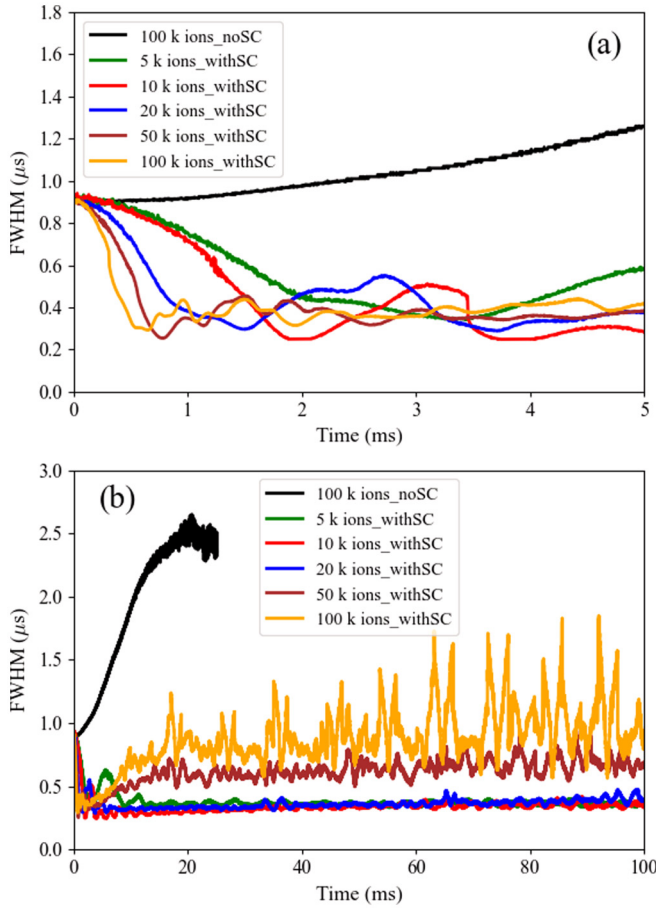 1.8
1.6
1.4
1.2
1.0
0.8
0.6
0.4
0.2
0.0
FWHM (μs)
100 k ions_noSC
5 k ions_withSC
10 k ions_withSC
20 k ions_withSC
50 k ions_withSC
100 k ions_withSC
(a)
0 1 2 3 4 5
Time (ms)
3.0
2.5
2.0
1.5
1.0
0.5
0.0
FWHM (μs)
(b)
100 k ions_noSC
5 k ions_withSC
10 k ions_withSC
20 k ions_withSC
50 k ions_withSC
100 k ions_withSC
0 20 40 60 80 100
Time (ms)